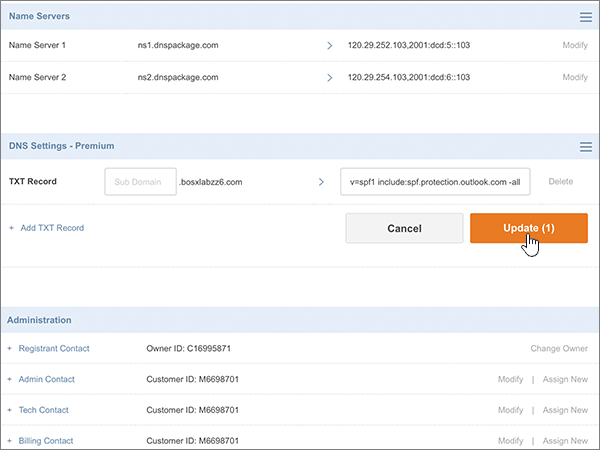 Name Servers
Name Server 1 ns1.dnspackage.com 120.29.252.103,2001:dcd:5::103 Modify
Name Server 2 ns2.dnspackage.com 120.29.254.103,2001:dcd:6::103 Modify
DNS Settings - Premium
TXT Record Sub Domain .bosxlabzz6.com v=spf1 include:spf.protection.outlook.com -all Delete
+ Add TXT Record Cancel Update (1)
Administration
+ Registrant Contact Owner ID: C16995871 Change Owner
+ Admin Contact Customer ID: M6698701 Modify | Assign New
+ Tech Contact Customer ID: M6698701 Modify | Assign New
+ Billing Contact Customer ID: M6698701 Modify | Assign New